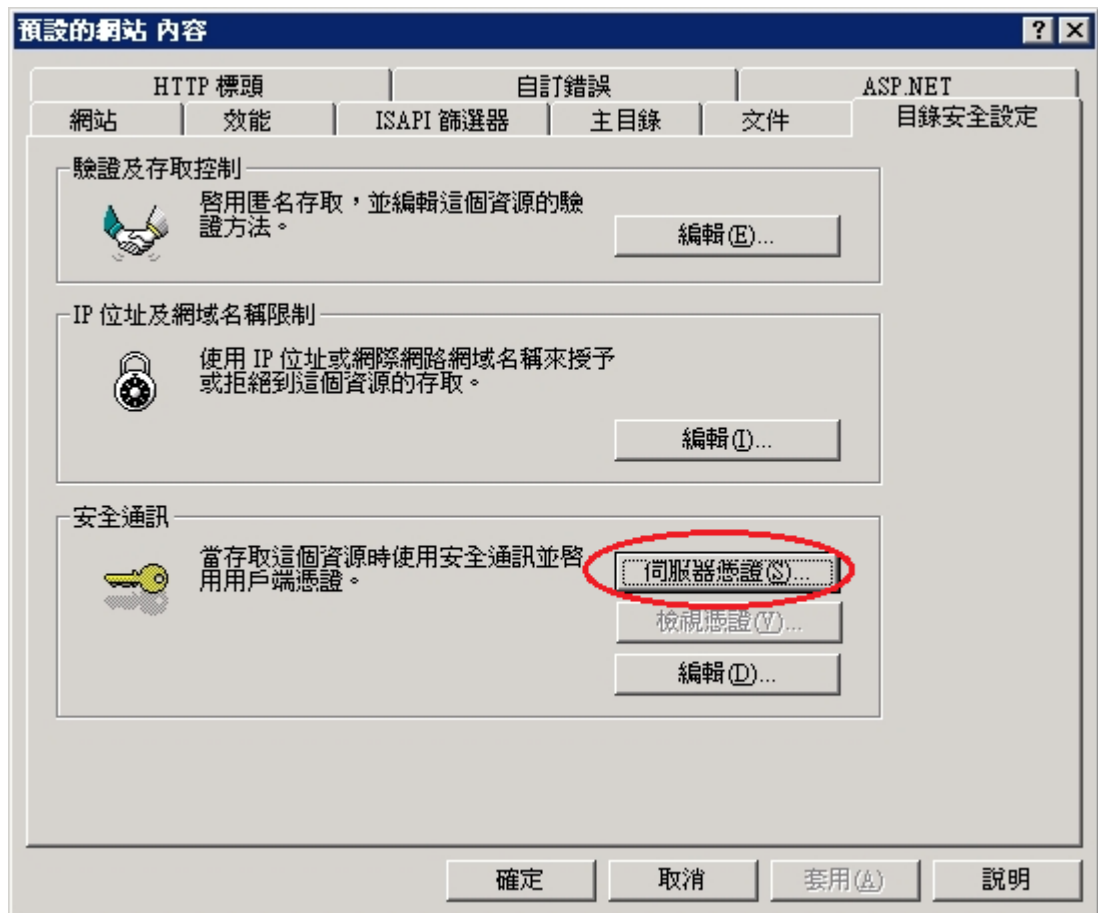 預設的網站 內容
HTTP 標頭 自訂錯誤 ASP.NET
網站 效能 ISAPI 篩選器 主目錄 文件 目錄安全設定
驗證及存取控制
啓用匿名存取，並編輯這個資源的驗
證方法。
編輯(E)...
IP 位址及網域名稱限制
使用 IP 位址或網際網路網域名稱來授予
或拒絕到這個資源的存取。
編輯(I)...
安全通訊
當存取這個資源時使用安全通訊並啓
用用戶端憑證。
伺服器憑證(S)...
檢視憑證(V)...
編輯(D)...
確定 取消 套用(A) 說明